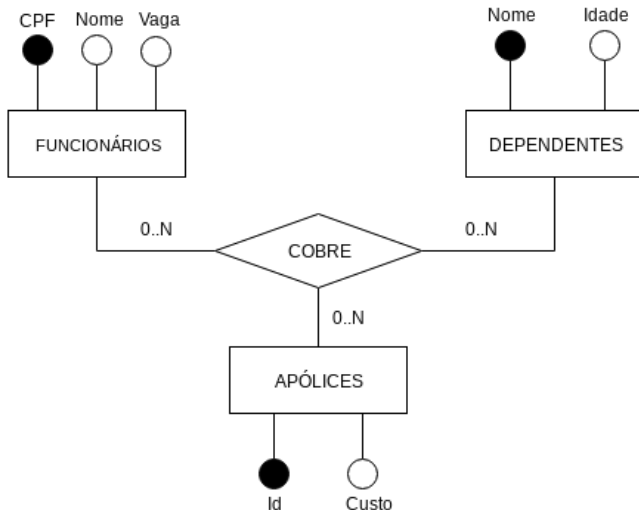 CPF Nome Vaga
Nome Idade
FUNCIONÁRIOS
DEPENDENTES
0..N
0..N
COBRE
0..N
APÓLICES
Id Custo